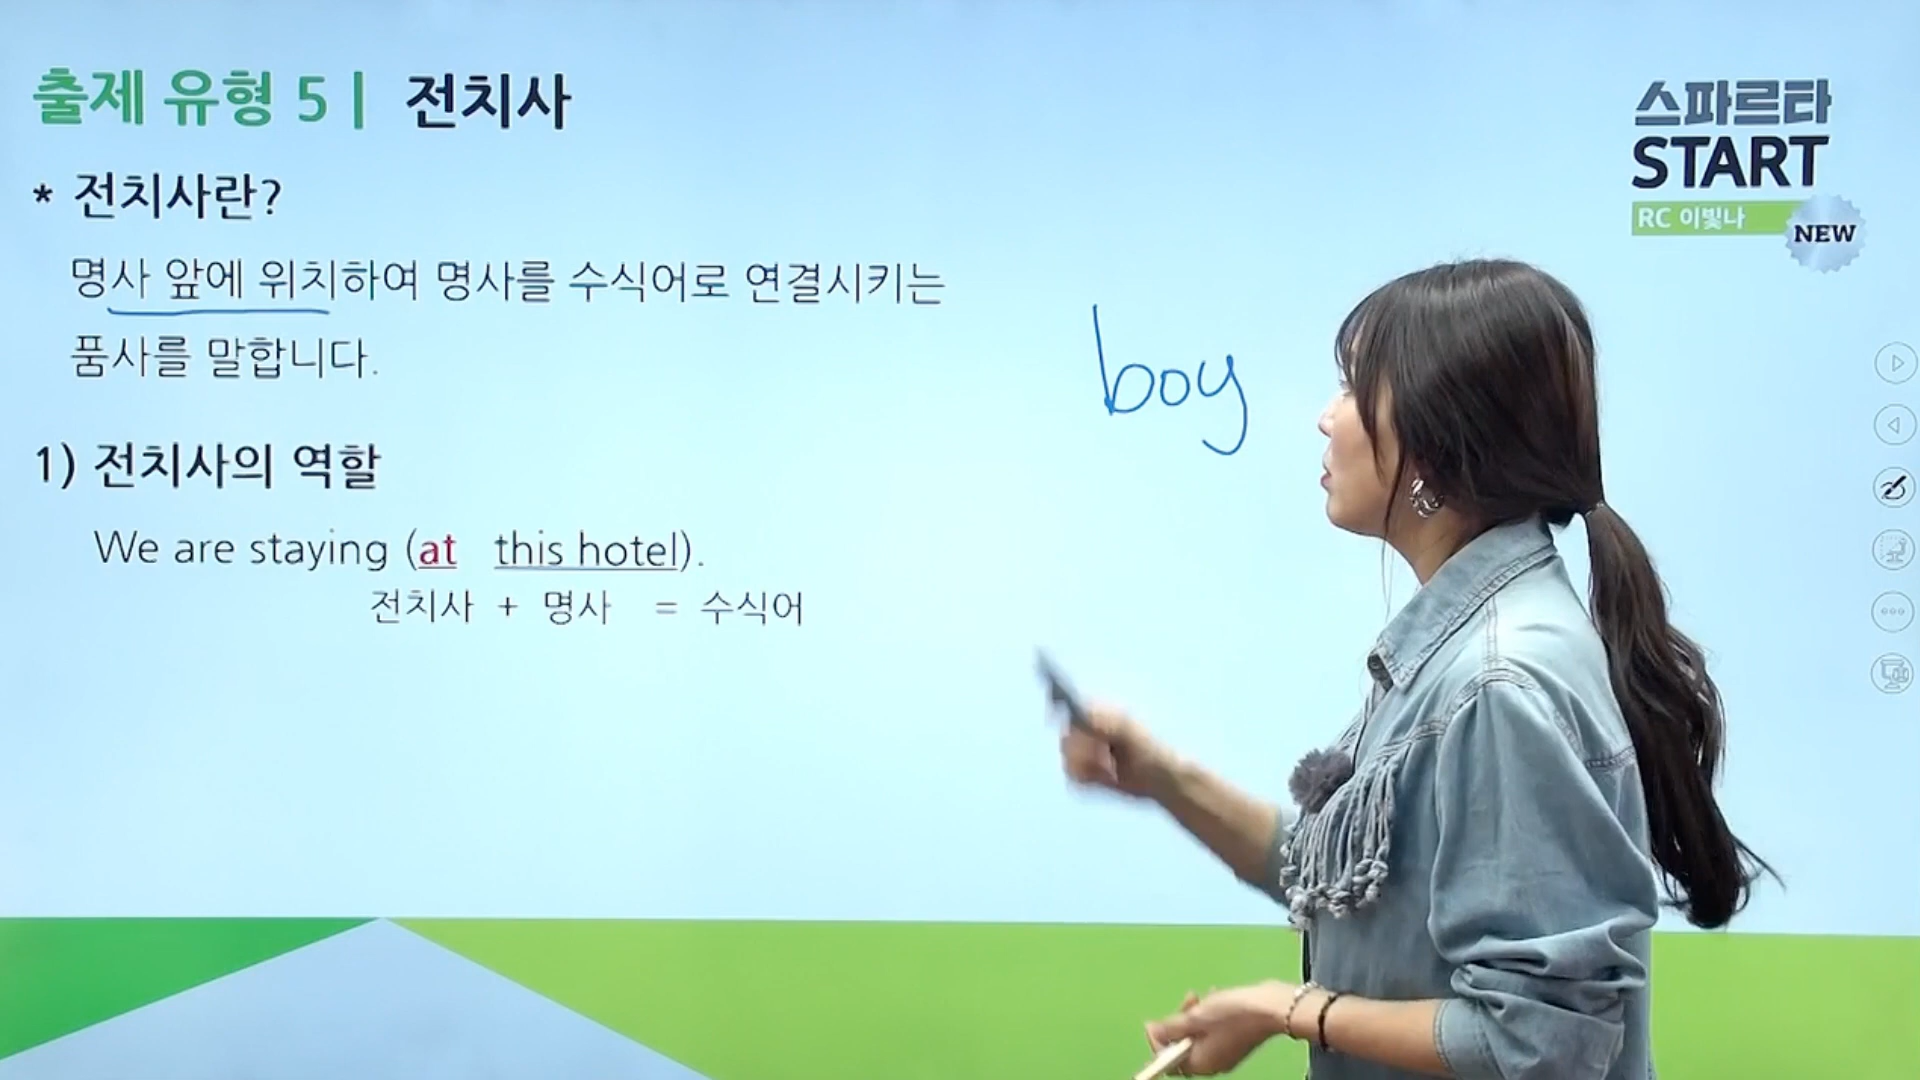 출제 유형 5 | 전치사
* 전치사란?
명사 앞에 위치하여 명사를 수식어로 연결시키는
품사를 말합니다.
1) 전치사의 역할
We are staying (at this hotel).
전치사 + 명사 = 수식어
boy
스파르타
START
RC 이빛나
NEW